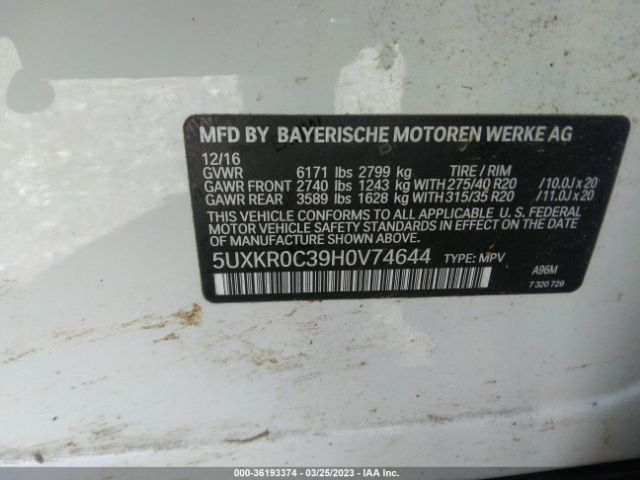 MFD BY BAYERISCHE MOTOREN WERKE AG
12/16
GVWR 6171 lbs 2799 kg TIRE / RIM
GAWR FRONT 2740 lbs 1243 kg WITH 275/40 R20 /10.0J x 20
GAWR REAR 3589 lbs 1628 kg WITH 315/35 R20 /11.0J x 20
THIS VEHICLE CONFORMS TO ALL APPLICABLE U. S. FEDERAL
MOTOR VEHICLE SAFETY STANDARDS IN EFFECT ON THE DATE OF
MANUFACTURE SHOWN ABOVE.
5UXKR0C39H0V74644 TYPE: MPV
A96M
7 320 729
000-36193374 - 03/25/2023 - IAA Inc.